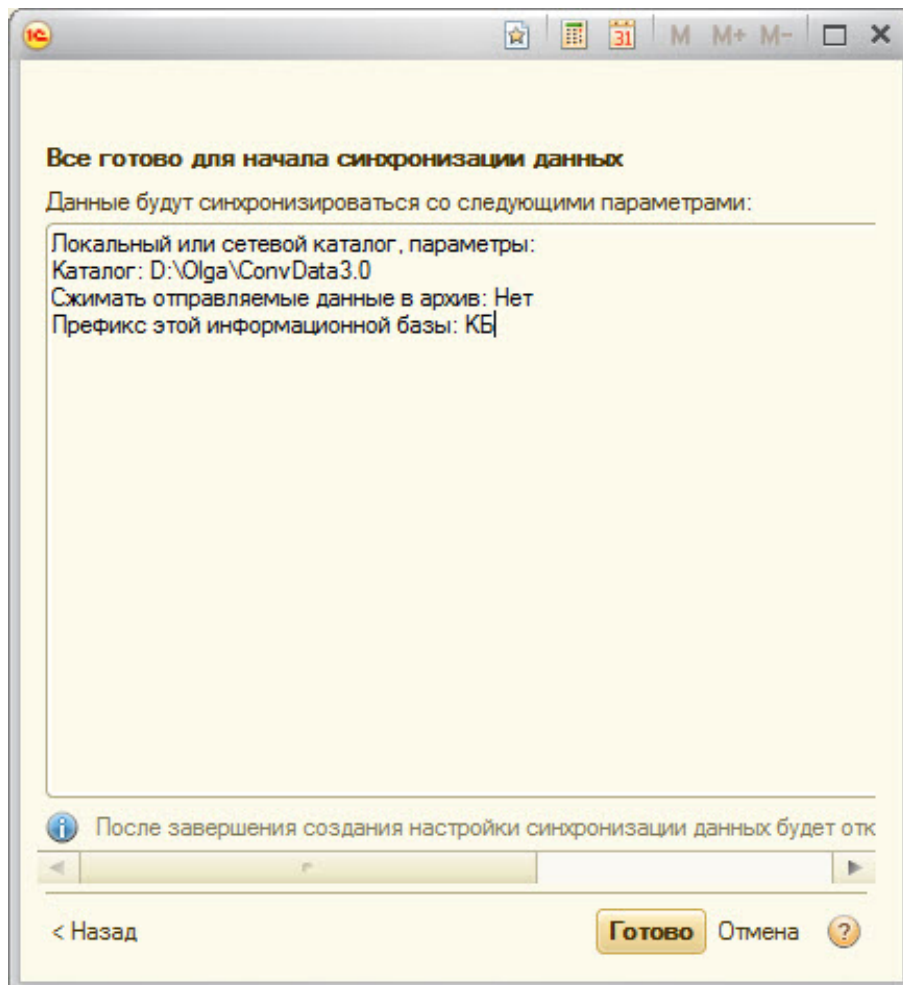 1С
31 M M+ M-
Все готово для начала синхронизации данных
Данные будут синхронизироваться со следующими параметрами:
Локальный или сетевой каталог, параметры:
Каталог: D:\Olga\ConvData3.0
Сжимать отправляемые данные в архив: Нет
Префикс этой информационной базы: КБ
После завершения создания настройки синхронизации данных будет отк
< Назад Готово Отмена ?